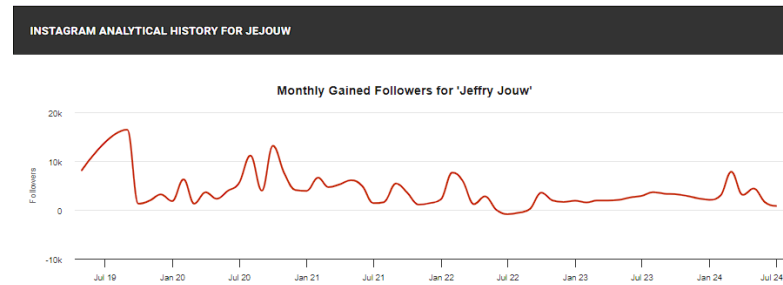 INSTAGRAM ANALYTICAL HISTORY FOR JEJOUW
Monthly Gained Followers for 'Jeffry Jouw'
20k
10k
0
-10k
Followers
Jul 19 Jan 20 Jul 20 Jan 21 Jul 21 Jan 22 Jul 22 Jan 23 Jul 23 Jan 24 Jul 24